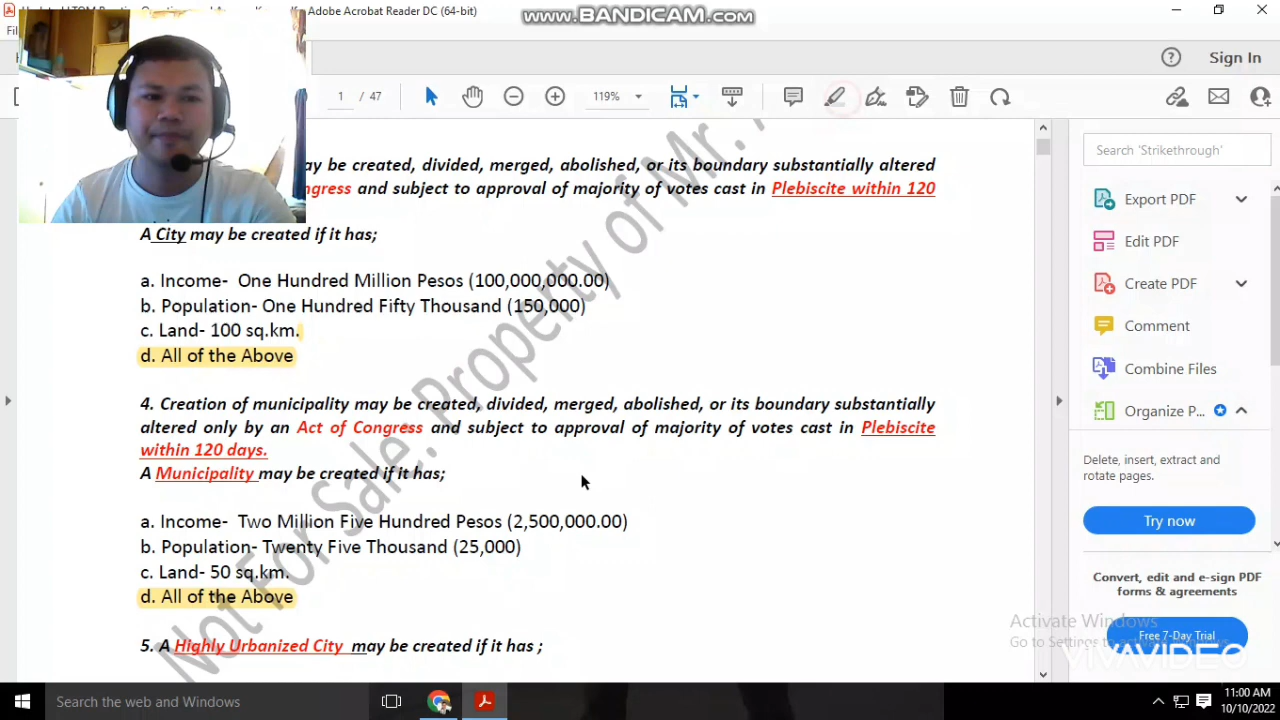 Adobe Acrobat Reader DC (64-bit)
www.BANDICAM.com
Sign In
1 / 47
119%
ay be created, divided, merged, abolished, or its boundary substantially altered
ngress and subject to approval of majority of votes cast in Plebiscite within 120
A City may be created if it has;
a. Income- One Hundred Million Pesos (100,000,000.00)
b. Population- One Hundred Fifty Thousand (150,000)
c. Land- 100 sq.km.
d. All of the Above
4. Creation of municipality may be created, divided, merged, abolished, or its boundary substantially
altered only by an Act of Congress and subject to approval of majority of votes cast in Plebiscite
within 120 days.
A Municipality may be created if it has;
a. Income- Two Million Five Hundred Pesos (2,500,000.00)
b. Population- Twenty Five Thousand (25,000)
c. Land- 50 sq.km.
d. All of the Above
5. A Highly Urbanized City may be created if it has ;
Not For Sale. Property of Mr.
Search 'Strikethrough'
Export PDF
Edit PDF
Create PDF
Comment
Combine Files
Organize P...
Delete, insert, extract and
rotate pages.
Try now
Convert, edit and e-sign PDF
forms & agreements
Free 7-Day Trial
Activate Windows
Go to Settings to activate Windows.
VIVAVIDEO
Search the web and Windows
11:00 AM
10/10/2022